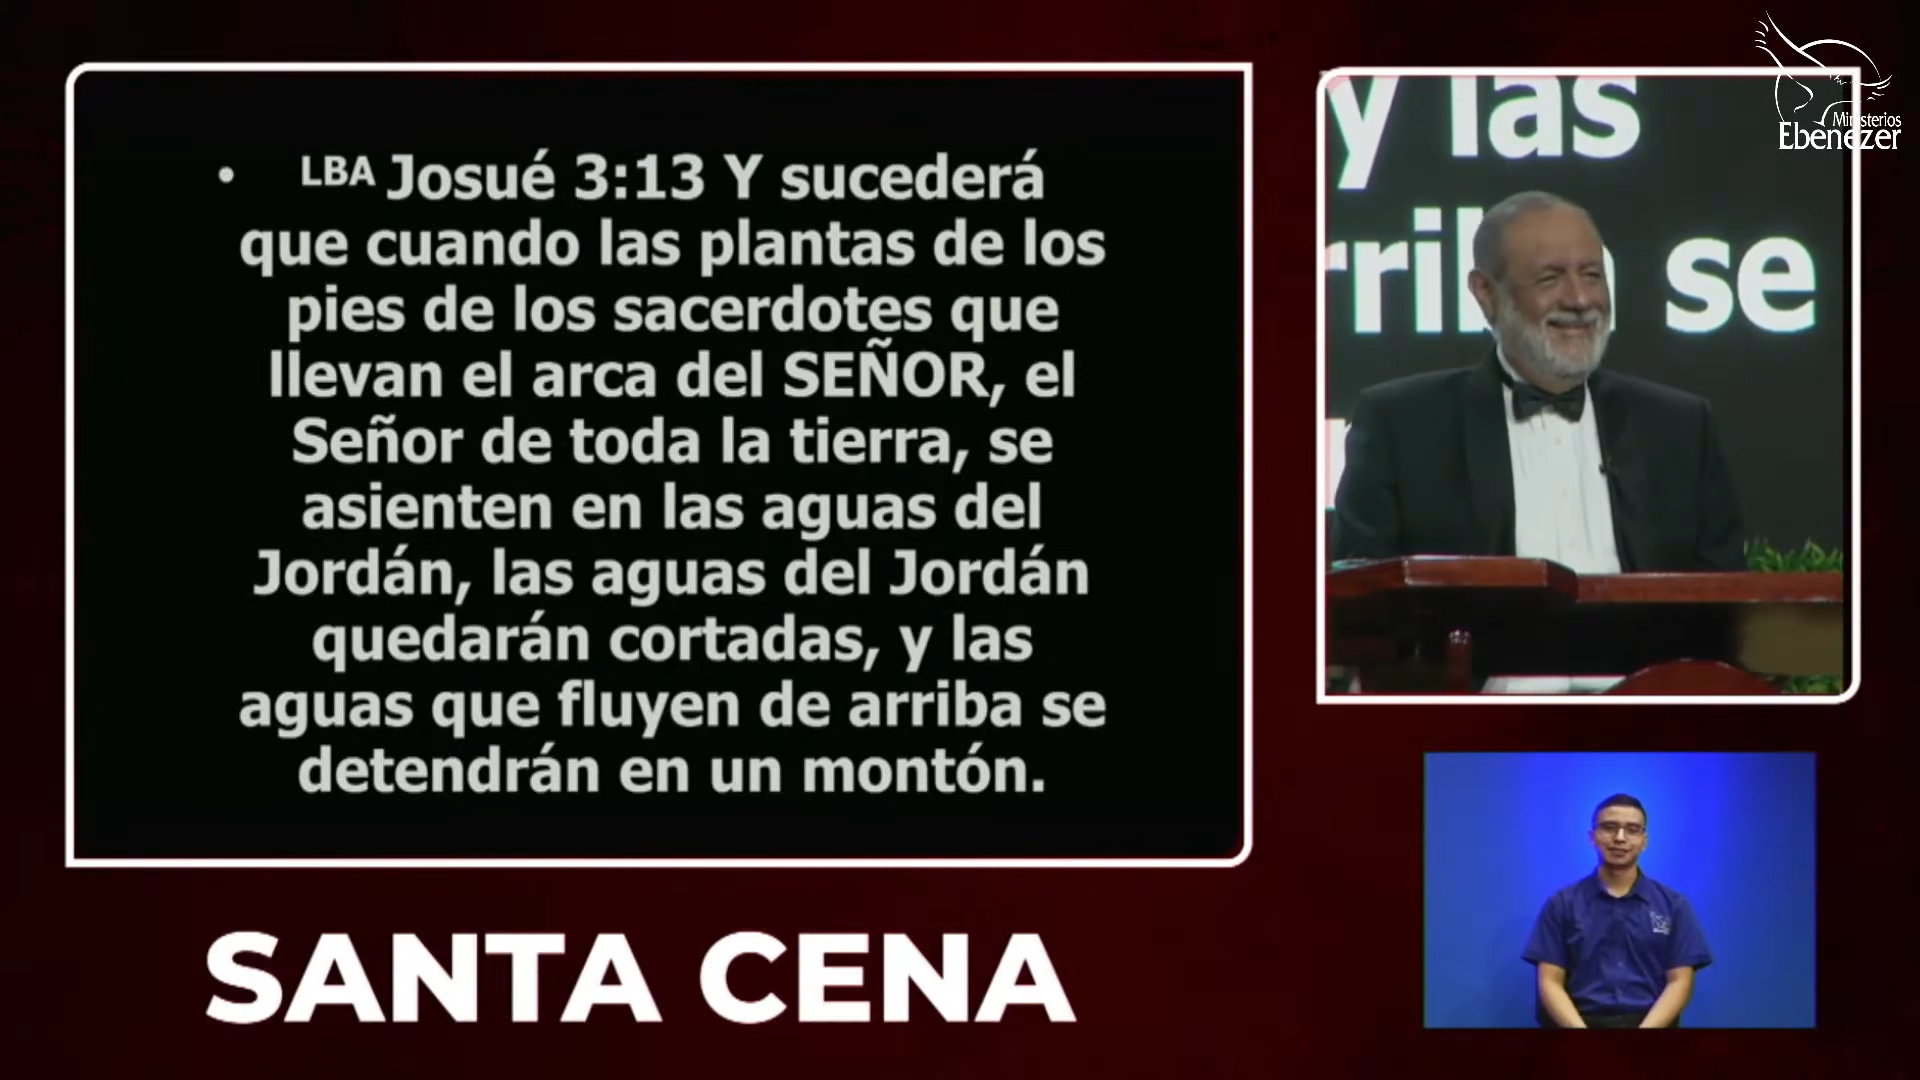 • LBA Josué 3:13 Y sucederá
que cuando las plantas de los
pies de los sacerdotes que
llevan el arca del SEÑOR, el
Señor de toda la tierra, se
asienten en las aguas del
Jordán, las aguas del Jordán
quedarán cortadas, y las
aguas que fluyen de arriba se
detendrán en un montón.
SANTA CENA
Ministerios
Ebenezer
y las
se